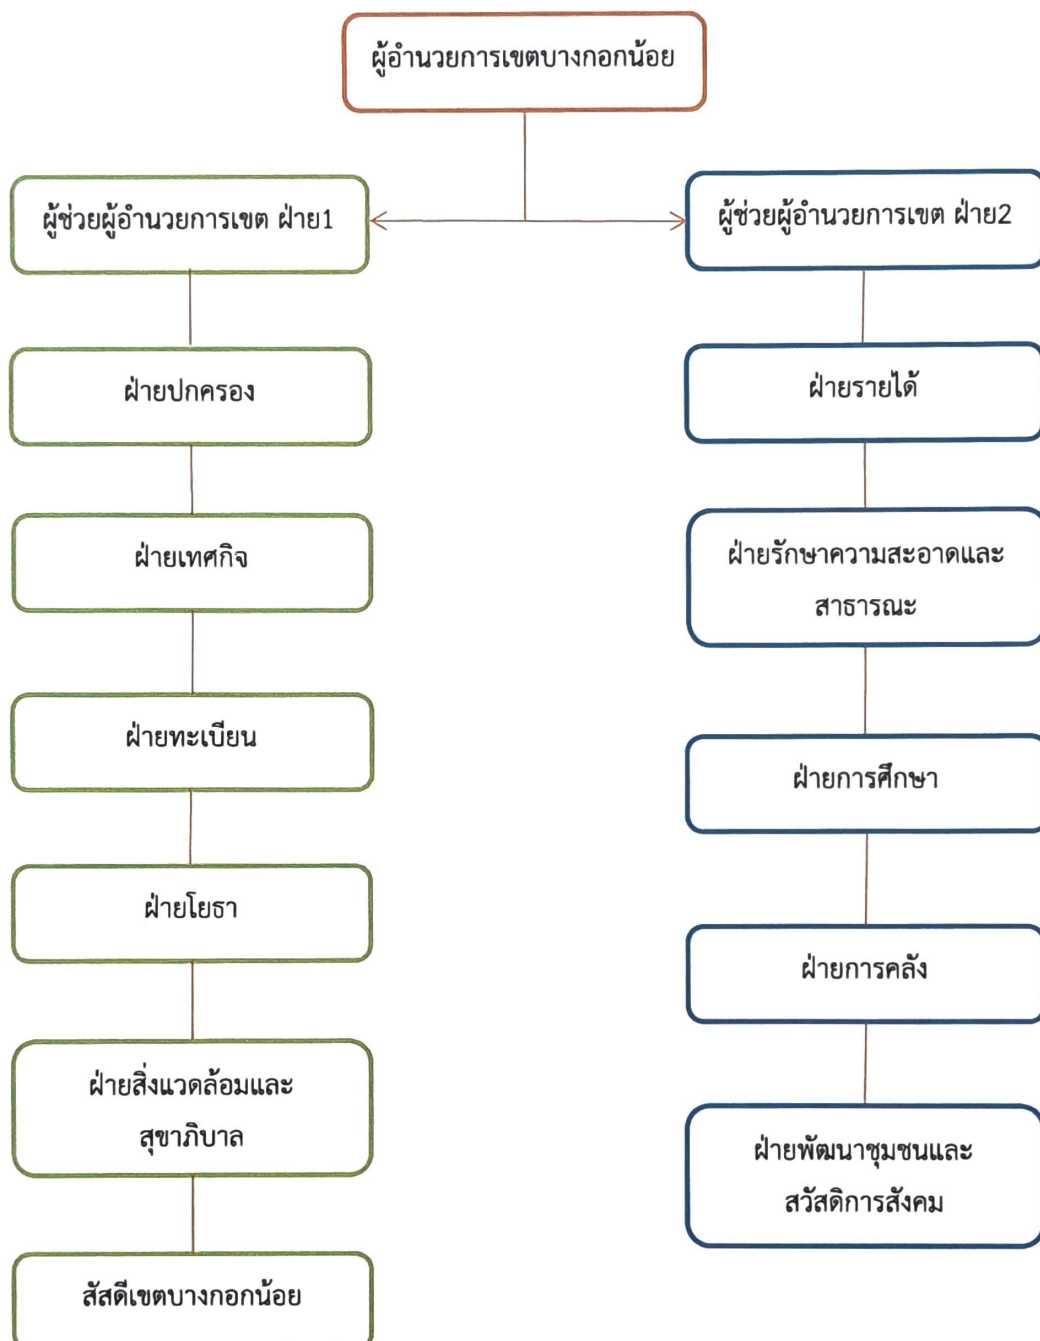 ผู้อำนวยการเขตบางกอกน้อย
ผู้ช่วยผู้อำนวยการเขต ฝ่าย1
ผู้ช่วยผู้อำนวยการเขต ฝ่าย2
ฝ่ายปกครอง
ฝ่ายรายได้
ฝ่ายเทศกิจ
ฝ่ายรักษาความสะอาดและ
สาธารณะ
ฝ่ายทะเบียน
ฝ่ายการศึกษา
ฝ่ายโยธา
ฝ่ายการคลัง
ฝ่ายสิ่งแวดล้อมและ
สุขาภิบาล
ฝ่ายพัฒนาชุมชนและ
สวัสดิการสังคม
สัสดีเขตบางกอกน้อย